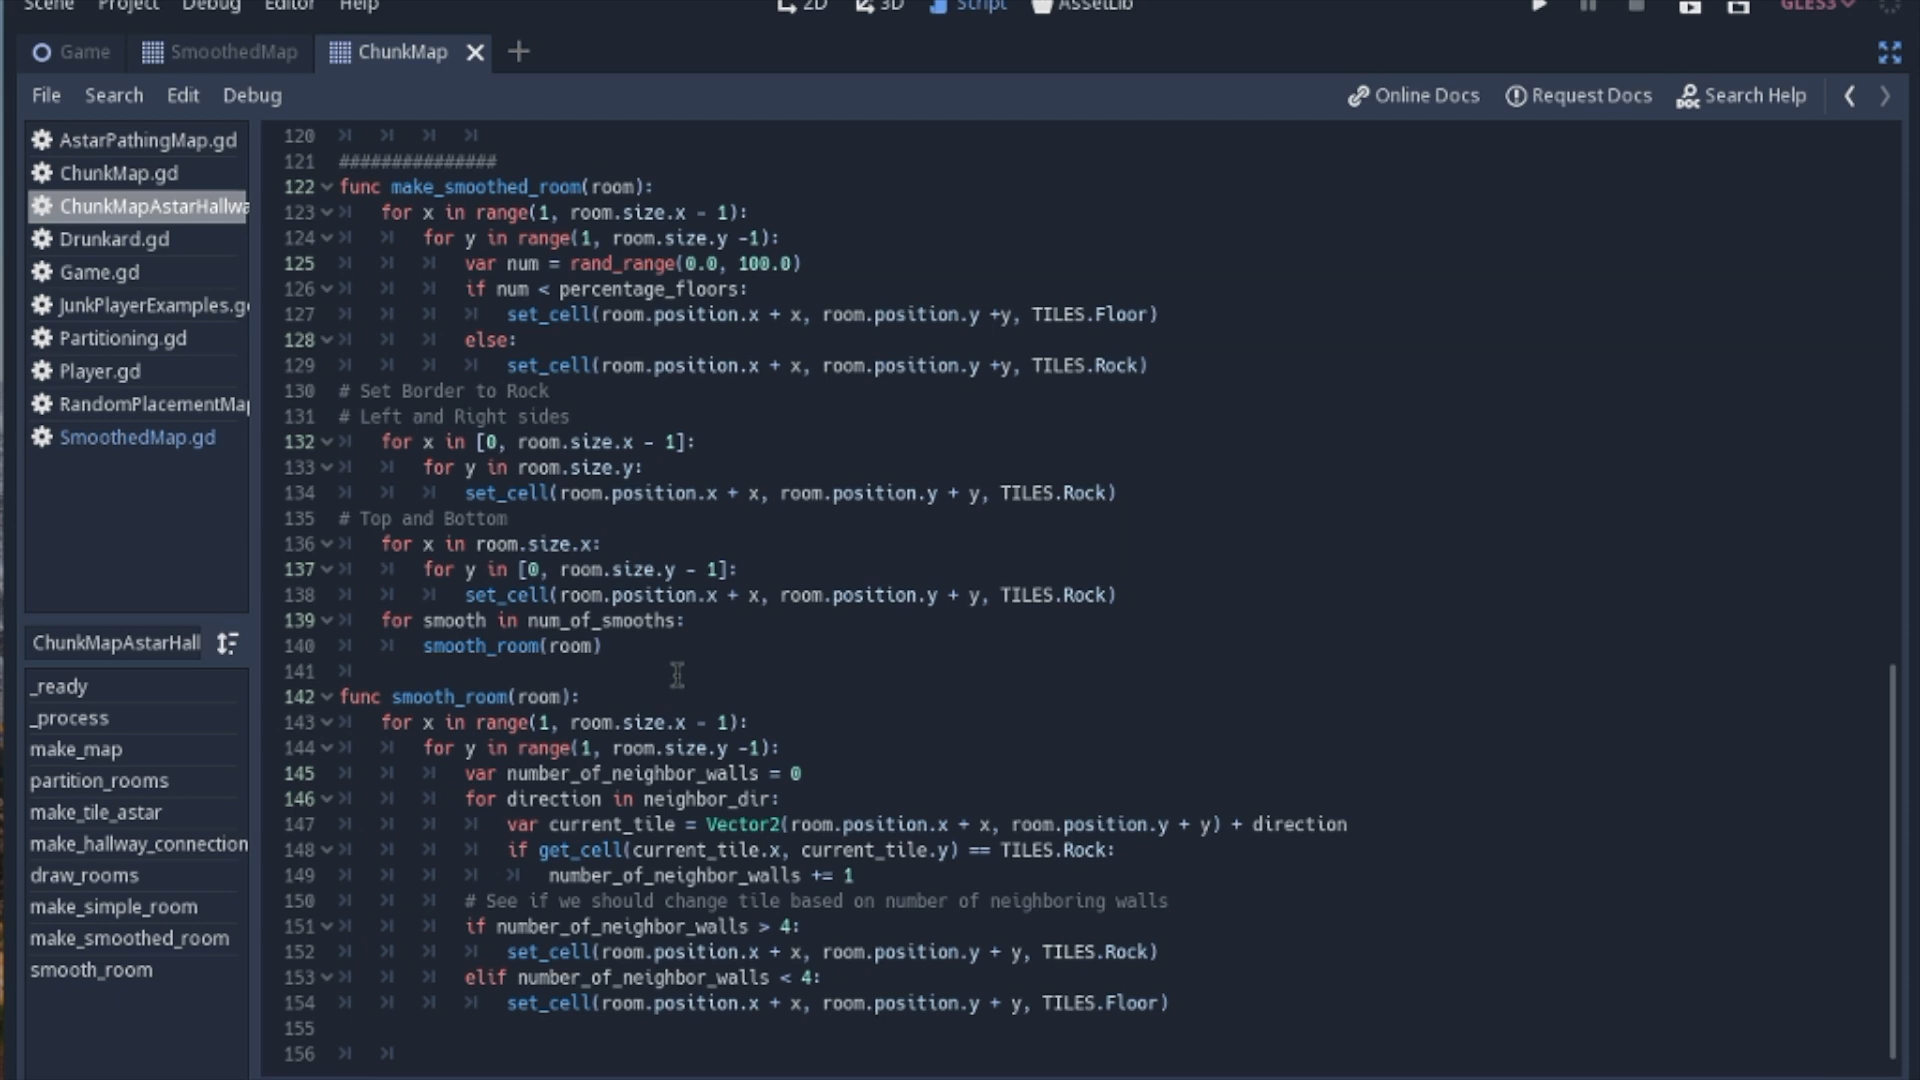 Scene Project Debug Editor Help 2D 3D Script AssetLib GLES3
Game SmoothedMap ChunkMap
File Search Edit Debug Online Docs Request Docs Search Help
AstarPathingMap.gd
ChunkMap.gd
ChunkMapAstarHallwa
Drunkard.gd
Game.gd
JunkPlayerExamples.g
Partitioning.gd
Player.gd
RandomPlacementMap
SmoothedMap.gd
ChunkMapAstarHall
_ready
_process
make_map
partition_rooms
make_tile_astar
make_hallway_connection
draw_rooms
make_simple_room
make_smoothed_room
smooth_room
120
121 ###############
122 func make_smoothed_room(room):
123 for x in range(1, room.size.x - 1):
124 for y in range(1, room.size.y -1):
125 var num = rand_range(0.0, 100.0)
126 if num < percentage_floors:
127 set_cell(room.position.x + x, room.position.y +y, TILES.Floor)
128 else:
129 set_cell(room.position.x + x, room.position.y +y, TILES.Rock)
130 # Set Border to Rock
131 # Left and Right sides
132 for x in [0, room.size.x - 1]:
133 for y in room.size.y:
134 set_cell(room.position.x + x, room.position.y + y, TILES.Rock)
135 # Top and Bottom
136 for x in room.size.x:
137 for y in [0, room.size.y - 1]:
138 set_cell(room.position.x + x, room.position.y + y, TILES.Rock)
139 for smooth in num_of_smooths:
140 smooth_room(room)
141
142 func smooth_room(room):
143 for x in range(1, room.size.x - 1):
144 for y in range(1, room.size.y -1):
145 var number_of_neighbor_walls = 0
146 for direction in neighbor_dir:
147 var current_tile = Vector2(room.position.x + x, room.position.y + y) + direction
148 if get_cell(current_tile.x, current_tile.y) == TILES.Rock:
149 number_of_neighbor_walls += 1
150 # See if we should change tile based on number of neighboring walls
151 if number_of_neighbor_walls > 4:
152 set_cell(room.position.x + x, room.position.y + y, TILES.Rock)
153 elif number_of_neighbor_walls < 4:
154 set_cell(room.position.x + x, room.position.y + y, TILES.Floor)
155
156